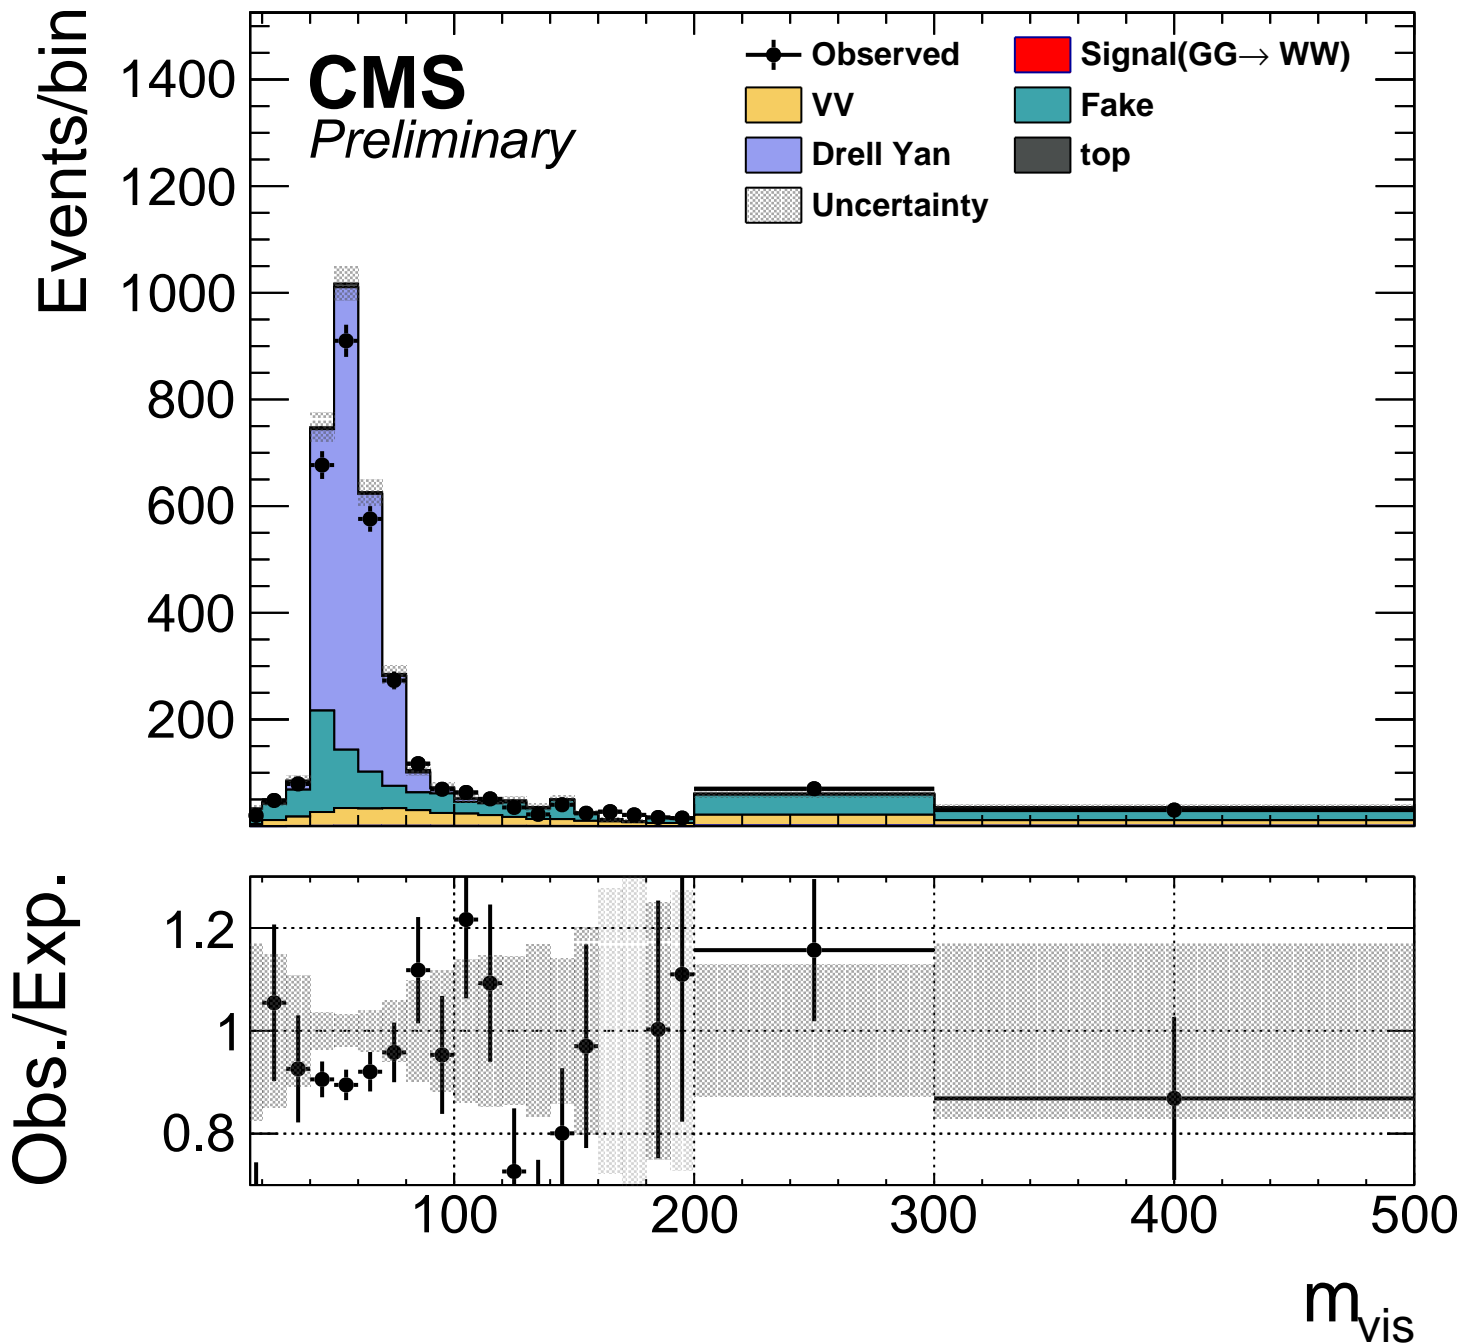 Events/bin
1400
1200
1000
800
600
400
200
CMS
Preliminary
Observed
Signal(GG→ WW)
VV
Fake
Drell Yan
top
Uncertainty
Obs./Exp.
1.2
1
0.8
100
200
300
400
500
m_vis